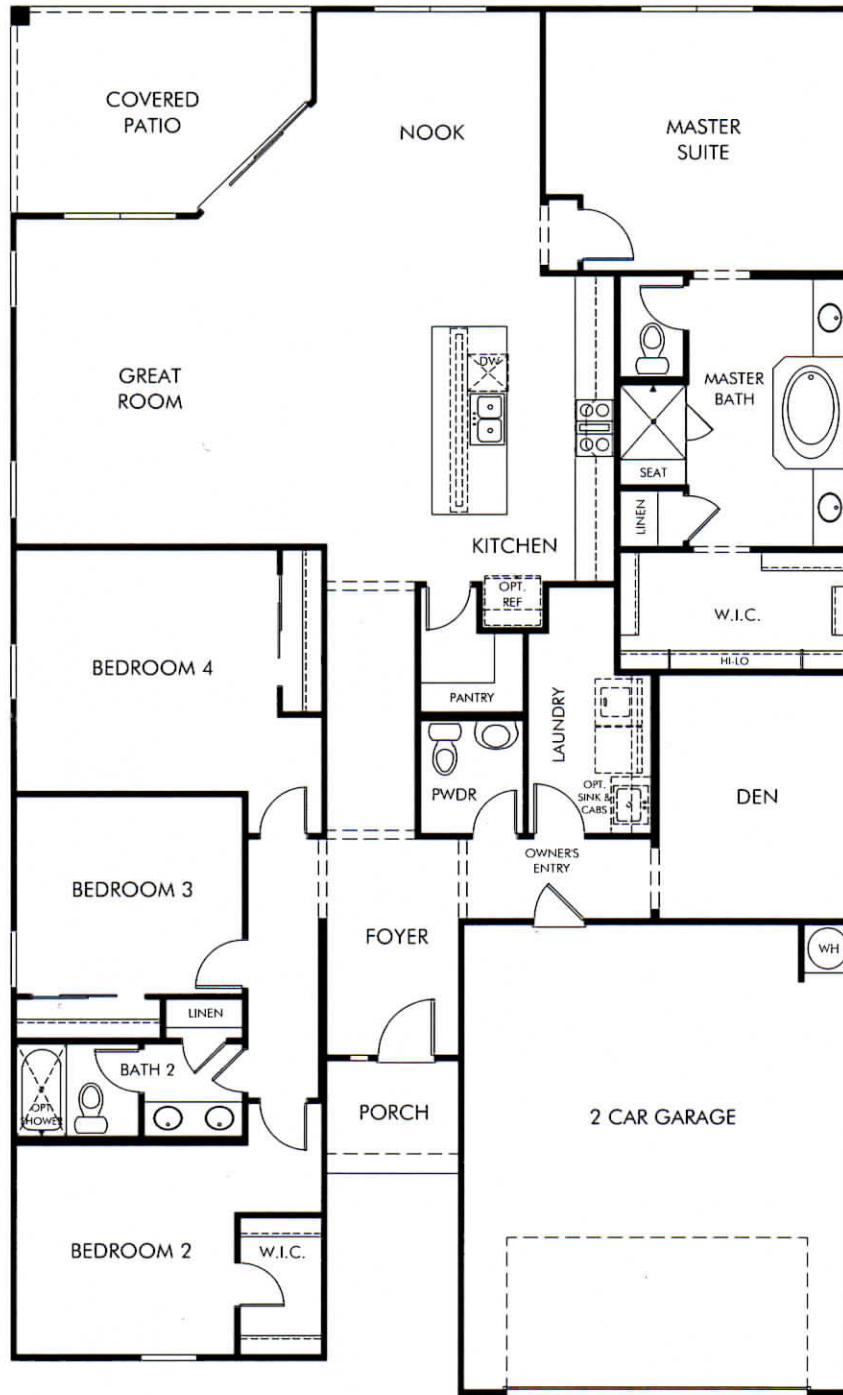 COVERED
PATIO
NOOK
MASTER
SUITE
GREAT
ROOM
DW
MASTER
BATH
SEAT
LINEN
KITCHEN
OPT.
REF
W.I.C.
HI-LO
BEDROOM 4
PANTRY
LAUNDRY
PWDR
OPT.
SINK &
CABS
DEN
OWNER'S
ENTRY
BEDROOM 3
FOYER
WH
LINEN
BATH 2
OPT.
SHOWER
PORCH
2 CAR GARAGE
BEDROOM 2
W.I.C.